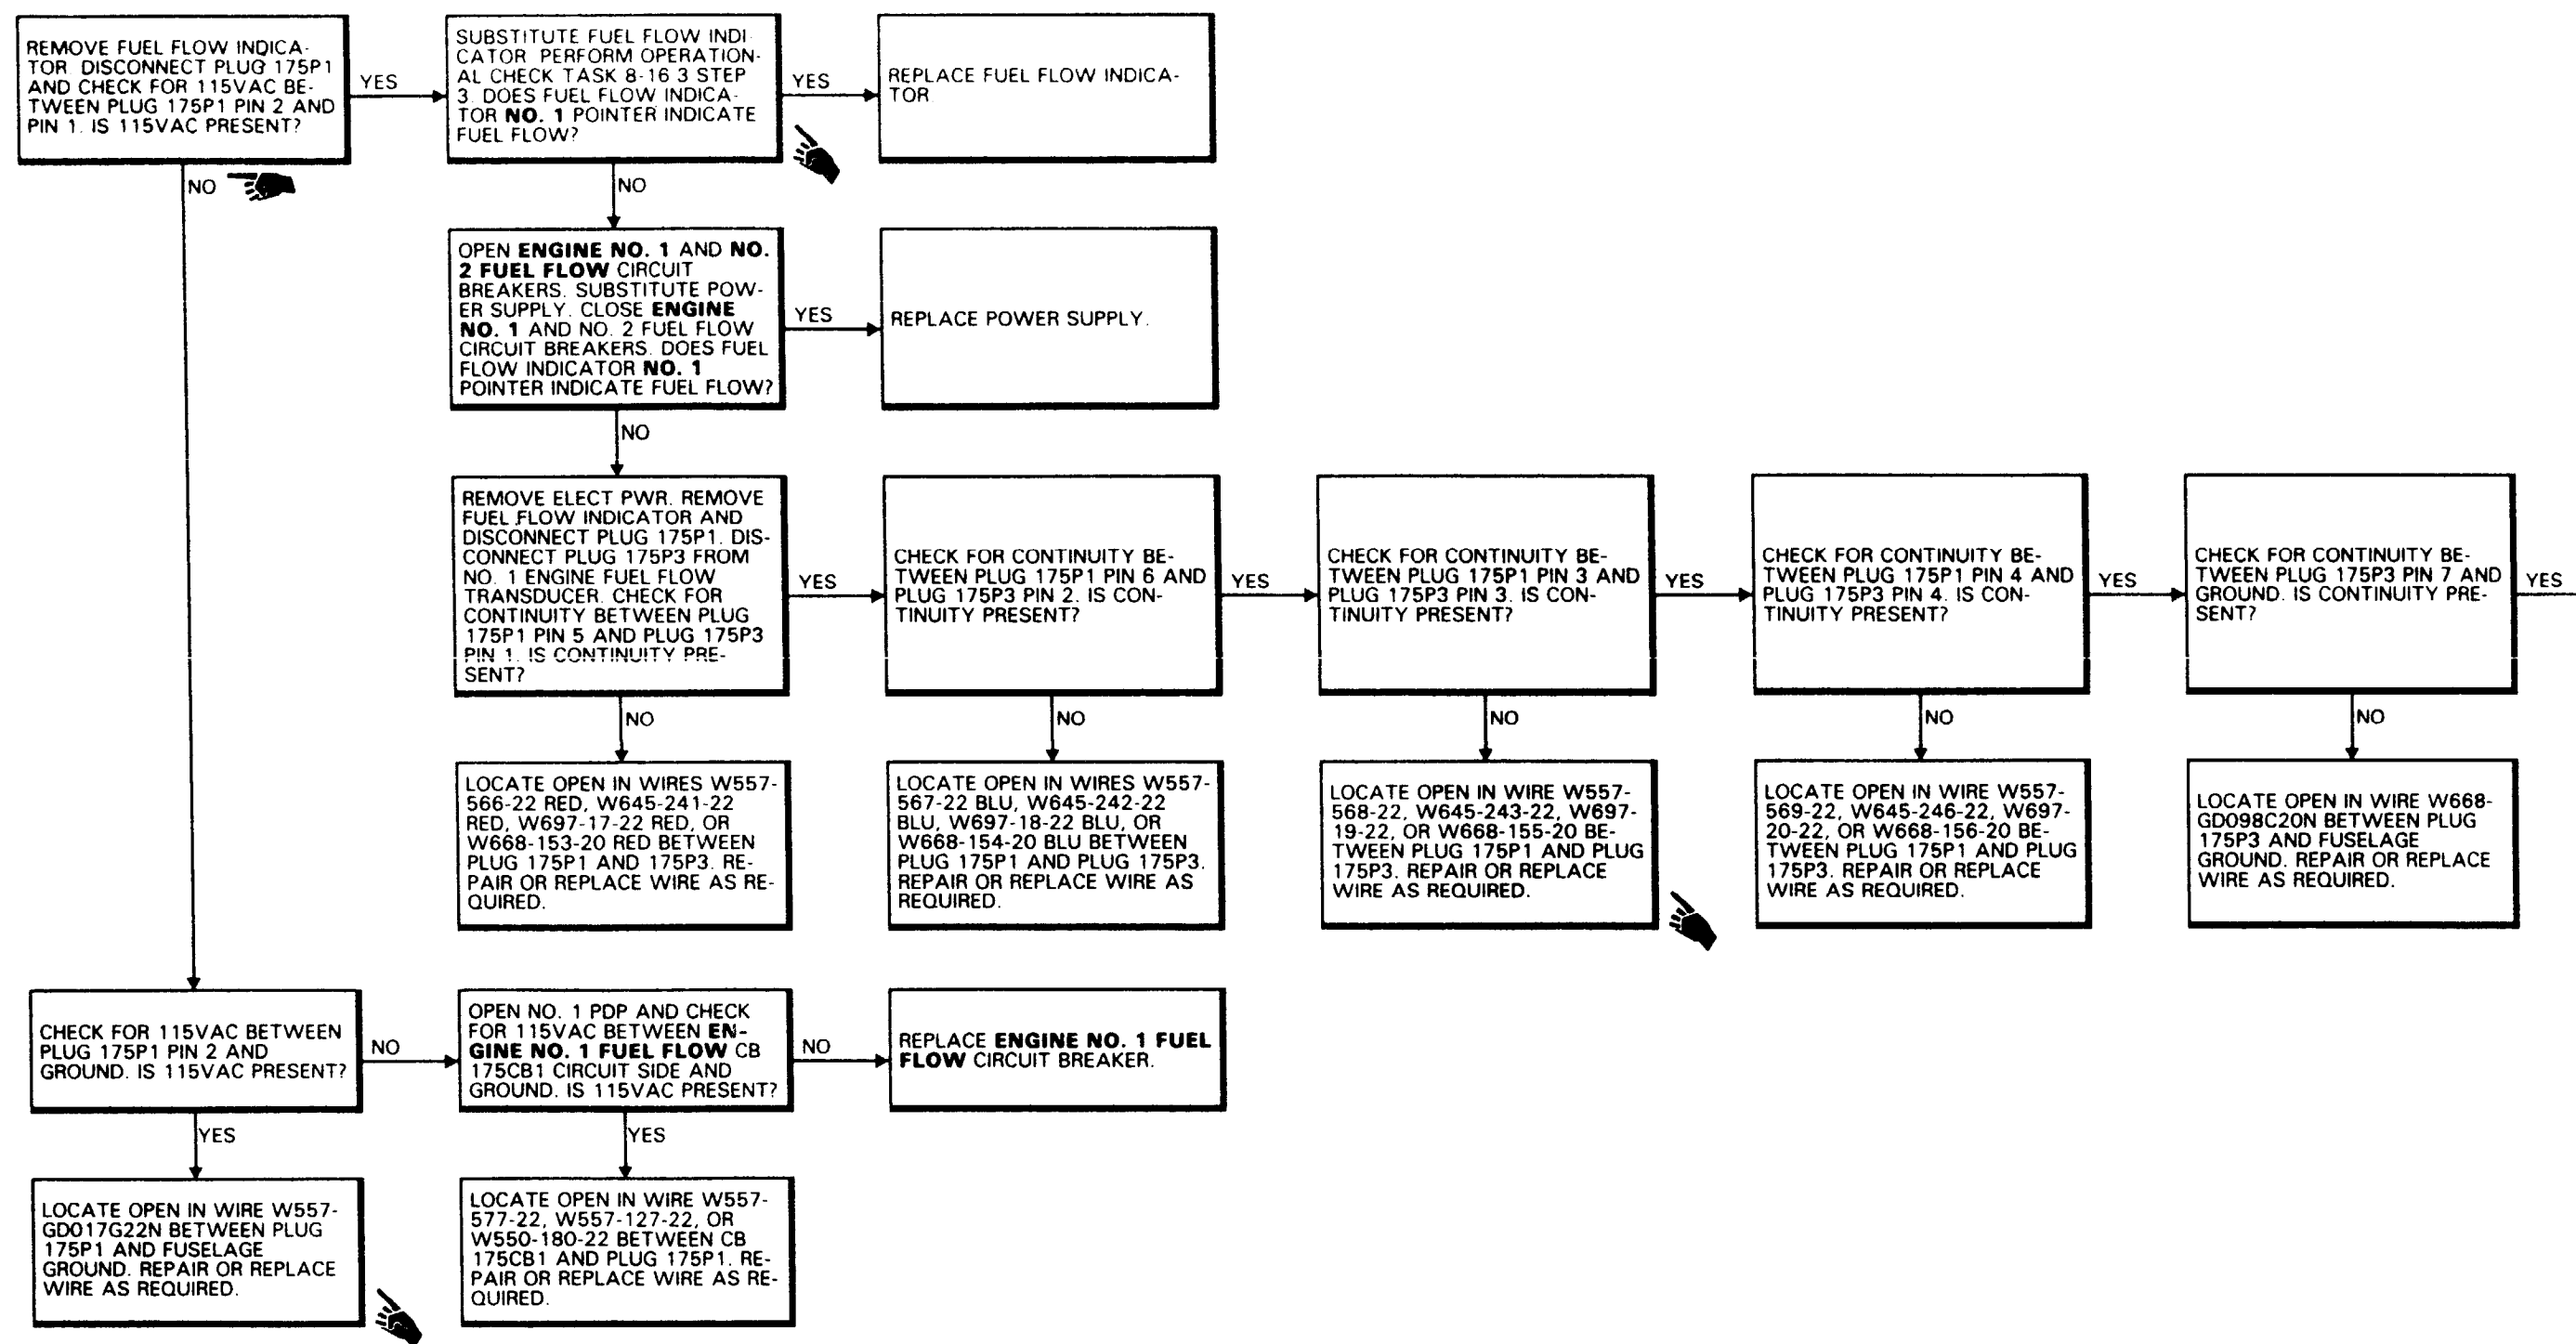 REMOVE FUEL FLOW INDICA-
TOR. DISCONNECT PLUG 175P1
AND CHECK FOR 115VAC BE-
TWEEN PLUG 175P1 PIN 2 AND
PIN 1. IS 115VAC PRESENT?
YES
SUBSTITUTE FUEL FLOW INDI
CATOR PERFORM OPERATION-
AL CHECK TASK 8-16 3 STEP
3. DOES FUEL FLOW INDICA-
TOR NO. 1 POINTER INDICATE
FUEL FLOW?
YES
REPLACE FUEL FLOW INDICA-
TOR
NO
NO
OPEN ENGINE NO. 1 AND NO.
2 FUEL FLOW CIRCUIT
BREAKERS. SUBSTITUTE POW-
ER SUPPLY. CLOSE ENGINE
NO. 1 AND NO. 2 FUEL FLOW
CIRCUIT BREAKERS. DOES FUEL
FLOW INDICATOR NO. 1
POINTER INDICATE FUEL FLOW?
YES
REPLACE POWER SUPPLY.
NO
REMOVE ELECT PWR. REMOVE
FUEL FLOW INDICATOR AND
DISCONNECT PLUG 175P1. DIS-
CONNECT PLUG 175P3 FROM
NO. 1 ENGINE FUEL FLOW
TRANSDUCER. CHECK FOR
CONTINUITY BETWEEN PLUG
175P1 PIN 5 AND PLUG 175P3
PIN 1. IS CONTINUITY PRE-
SENT?
YES
CHECK FOR CONTINUITY BE-
TWEEN PLUG 175P1 PIN 6 AND
PLUG 175P3 PIN 2. IS CON-
TINUITY PRESENT?
YES
CHECK FOR CONTINUITY BE-
TWEEN PLUG 175P1 PIN 3 AND
PLUG 175P3 PIN 3. IS CON-
TINUITY PRESENT?
YES
CHECK FOR CONTINUITY BE-
TWEEN PLUG 175P1 PIN 4 AND
PLUG 175P3 PIN 4. IS CON-
TINUITY PRESENT?
YES
CHECK FOR CONTINUITY BE-
TWEEN PLUG 175P3 PIN 7 AND
GROUND. IS CONTINUITY PRE-
SENT?
YES
NO
NO
NO
NO
NO
LOCATE OPEN IN WIRES W557-
566-22 RED, W645-241-22
RED, W697-17-22 RED, OR
W668-153-20 RED BETWEEN
PLUG 175P1 AND 175P3. RE-
PAIR OR REPLACE WIRE AS RE-
QUIRED.
LOCATE OPEN IN WIRES W557-
567-22 BLU, W645-242-22
BLU, W697-18-22 BLU, OR
W668-154-20 BLU BETWEEN
PLUG 175P1 AND PLUG 175P3.
REPAIR OR REPLACE WIRE AS
REQUIRED.
LOCATE OPEN IN WIRE W557-
568-22, W645-243-22, W697-
19-22, OR W668-155-20 BE-
TWEEN PLUG 175P1 AND PLUG
175P3. REPAIR OR REPLACE
WIRE AS REQUIRED.
LOCATE OPEN IN WIRE W557-
569-22, W645-246-22, W697-
20-22, OR W668-156-20 BE-
TWEEN PLUG 175P1 AND PLUG
175P3. REPAIR OR REPLACE
WIRE AS REQUIRED.
LOCATE OPEN IN WIRE W668-
GD098C20N BETWEEN PLUG
175P3 AND FUSELAGE
GROUND. REPAIR OR REPLACE
WIRE AS REQUIRED.
CHECK FOR 115VAC BETWEEN
PLUG 175P1 PIN 2 AND
GROUND. IS 115VAC PRESENT?
NO
OPEN NO. 1 PDP AND CHECK
FOR 115VAC BETWEEN EN-
GINE NO. 1 FUEL FLOW CB
175CB1 CIRCUIT SIDE AND
GROUND. IS 115VAC PRESENT?
NO
REPLACE ENGINE NO. 1 FUEL
FLOW CIRCUIT BREAKER.
YES
YES
LOCATE OPEN IN WIRE W557-
GD017G22N BETWEEN PLUG
175P1 AND FUSELAGE
GROUND. REPAIR OR REPLACE
WIRE AS REQUIRED.
LOCATE OPEN IN WIRE W557-
577-22, W557-127-22, OR
W550-180-22 BETWEEN CB
175CB1 AND PLUG 175P1. RE-
PAIR OR REPLACE WIRE AS RE-
QUIRED.